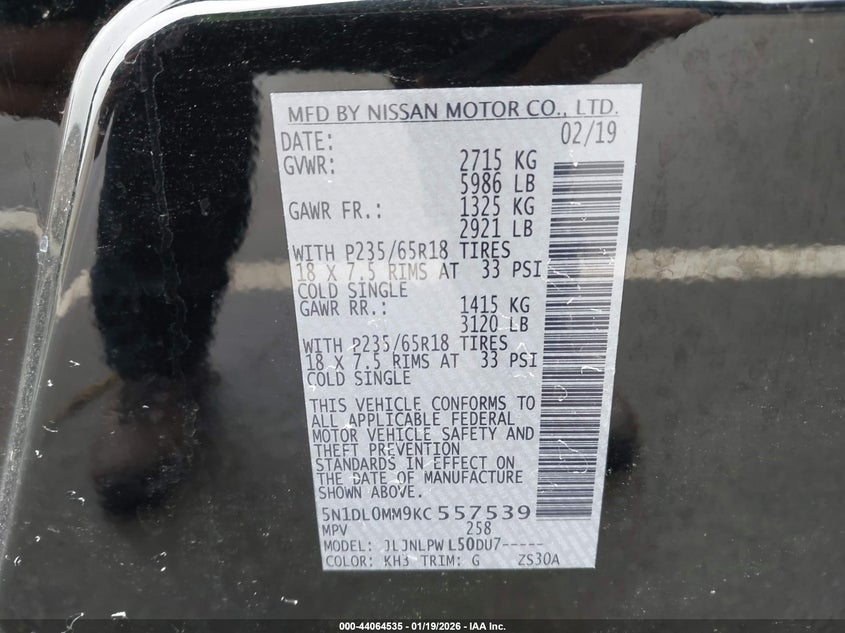 MFD BY NISSAN MOTOR CO., LTD.
DATE: 02/19
GVWR: 2715 KG
5986 LB
GAWR FR.: 1325 KG
2921 LB
WITH P235/65R18 TIRES
18 X 7.5 RIMS AT 33 PSI
COLD SINGLE
GAWR RR.: 1415 KG
3120 LB
WITH P235/65R18 TIRES
18 X 7.5 RIMS AT 33 PSI
COLD SINGLE
THIS VEHICLE CONFORMS TO
ALL APPLICABLE FEDERAL
MOTOR VEHICLE SAFETY AND
THEFT PREVENTION
STANDARDS IN EFFECT ON
THE DATE OF MANUFACTURE
SHOWN ABOVE.
5N1DL0MM9KC557539
MPV 258
MODEL: JLJNLPW L50DU7-----
COLOR: KH3 TRIM: G ZS30A
000-44064535 - 01/19/2026 - IAA Inc.